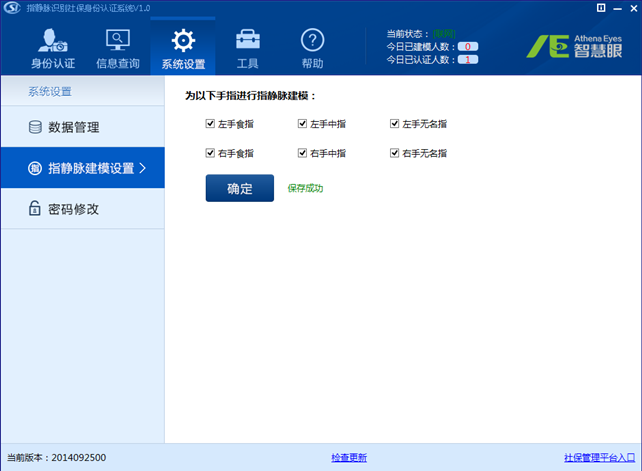 指静脉识别社保身份认证系统V1.0
身份认证
信息查询
系统设置
工具
帮助
当前状态： [联网]
今日已建模人数： 0
今日已认证人数： 1
Athena Eyes
智慧眼
系统设置
数据管理
指静脉建模设置
密码修改
为以下手指进行指静脉建模：
左手食指 左手中指 左手无名指
右手食指 右手中指 右手无名指
确定 保存成功
当前版本：2014092500 检查更新 社保管理平台入口